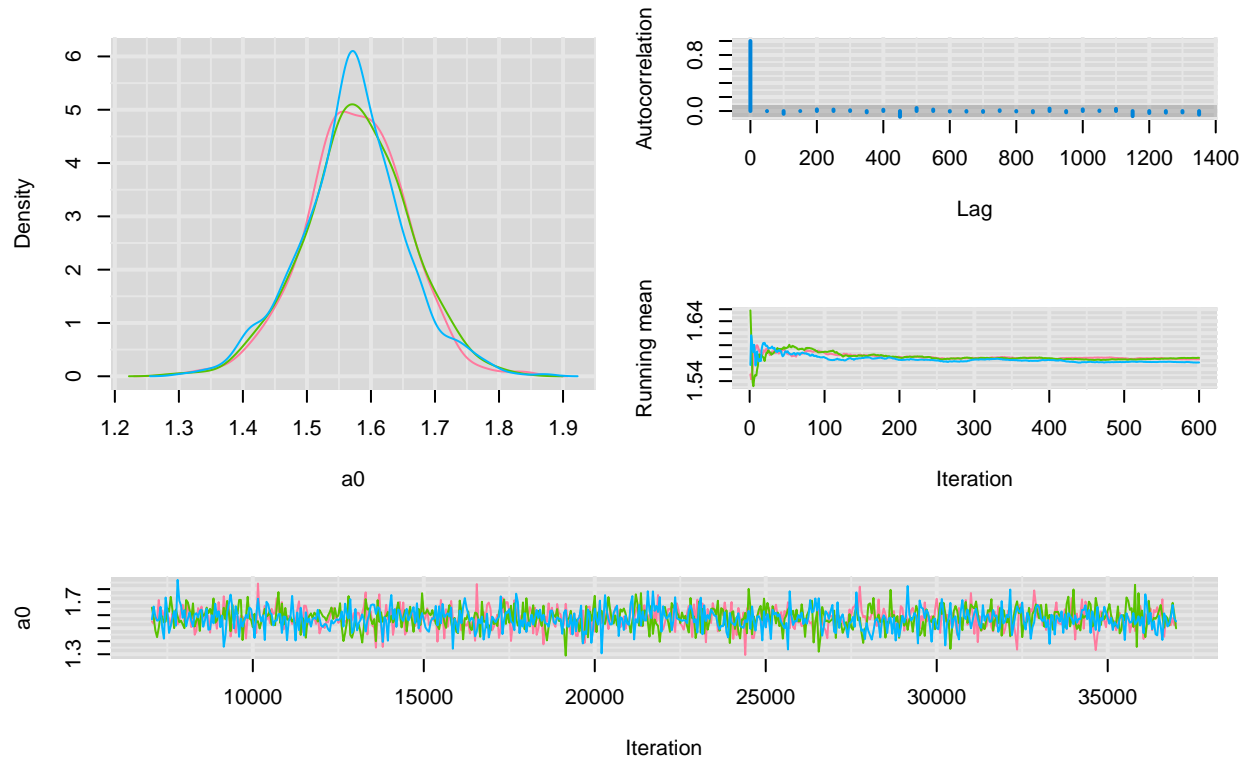 Density
0 1 2 3 4 5 6
1.2 1.3 1.4 1.5 1.6 1.7 1.8 1.9
a0
Autocorrelation
0.0 0.8
0 200 400 600 800 1000 1200 1400
Lag
Running mean
1.54 1.64
0 100 200 300 400 500 600
Iteration
a0
1.3 1.7
10000 15000 20000 25000 30000 35000
Iteration